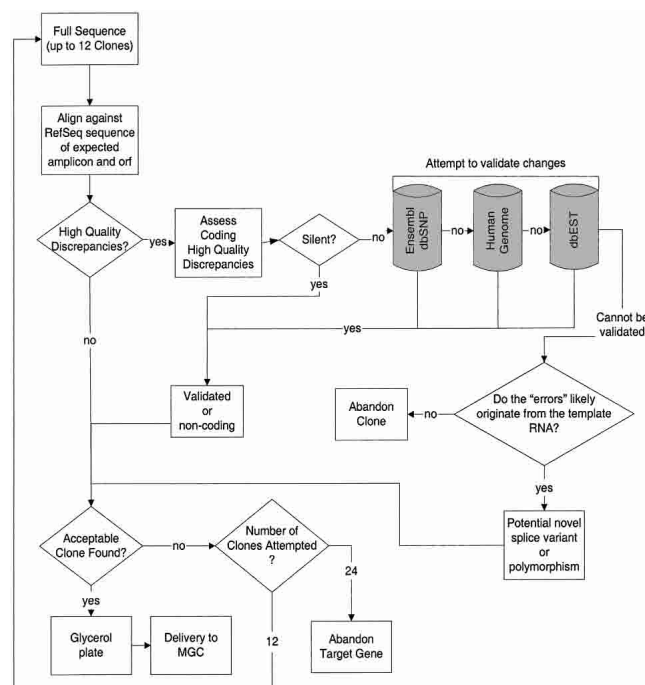 Full Sequence
(up to 12 Clones)
Align against
RefSeq sequence
of expected
amplicon and orf
Attempt to validate changes
High Quality
Discrepancies?
yes
Assess
Coding
High Quality
Discrepancies
Silent?
no
Ensembl
dbSNP
no
Human
Genome
no
dbEST
yes
Cannot be
validated
yes
no
Validated
or
non-coding
Abandon
Clone
no
Do the "errors" likely
originate from the template
RNA?
yes
Acceptable
Clone Found?
no
Number of
Clones Attempted
?
Potential novel
splice variant
or
polymorphism
24
yes
12
Glycerol
plate
Delivery to
MGC
Abandon
Target Gene